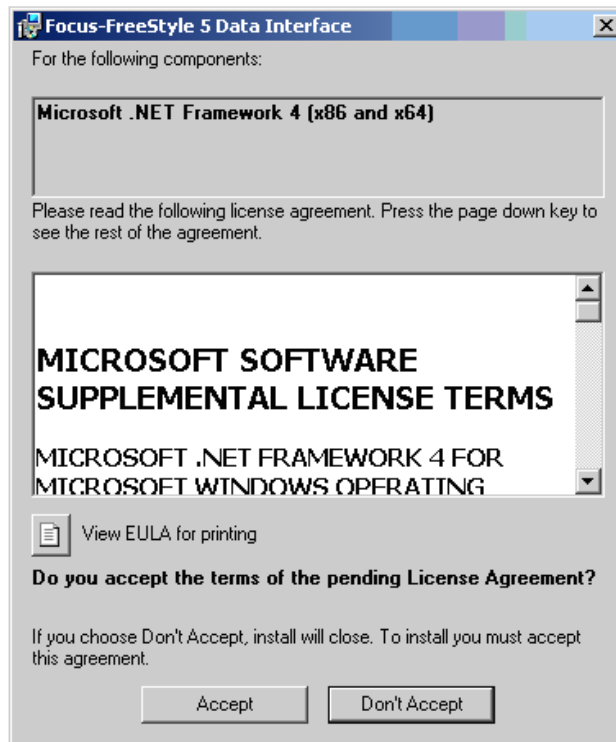 Focus-FreeStyle 5 Data Interface
For the following components:
Microsoft .NET Framework 4 (x86 and x64)
Please read the following license agreement. Press the page down key to
see the rest of the agreement.
MICROSOFT SOFTWARE
SUPPLEMENTAL LICENSE TERMS
MICROSOFT .NET FRAMEWORK 4 FOR
MICROSOFT WINDOWS OPERATING
View EULA for printing
Do you accept the terms of the pending License Agreement?
If you choose Don't Accept, install will close. To install you must accept
this agreement.
Accept
Don't Accept